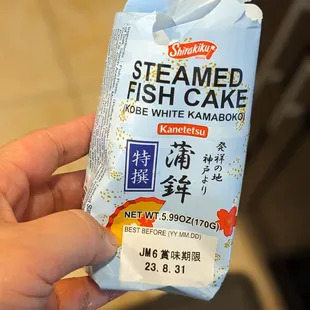 Shirakiku
STEAMED
FISH CAKE
(KOBE WHITE KAMABOKO)
Kanetetsu
特撰
蒲鉾
発祥の地
神戸より
NET WT.5.99OZ(170G)
BEST BEFORE (YY.MM.DD)
JM6 賞味期限
23.8.31